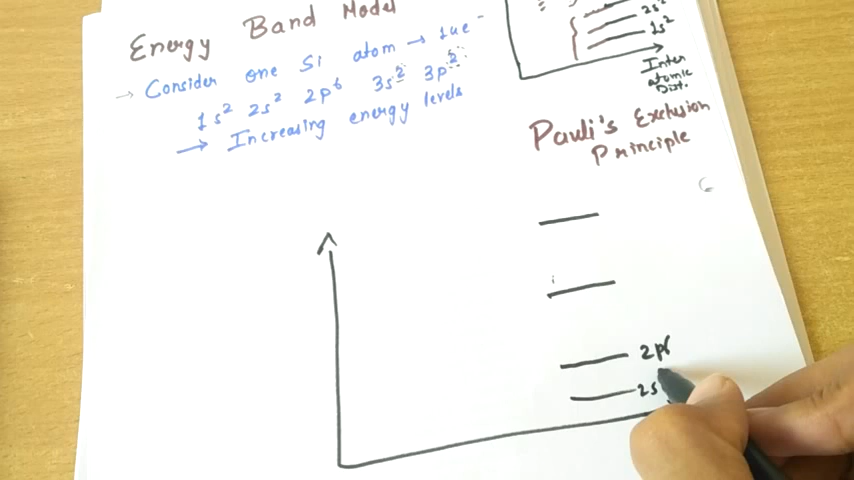 Energy Band Model
→ Consider one Si atom → 14e⁻
1s² 2s² 2p⁶ 3s² 3p²
→ Increasing energy levels
2s²
1s²
Inter
atomic
Dist.
Pauli's Exclusion
Principle
2p6
2s